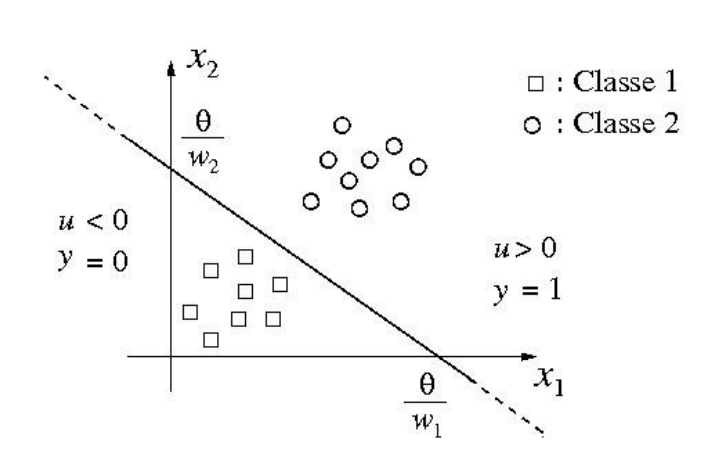 x₂
□ : Classe 1
○ : Classe 2
θ
w₂
u < 0
y = 0
u > 0
y = 1
x₁
θ
w₁